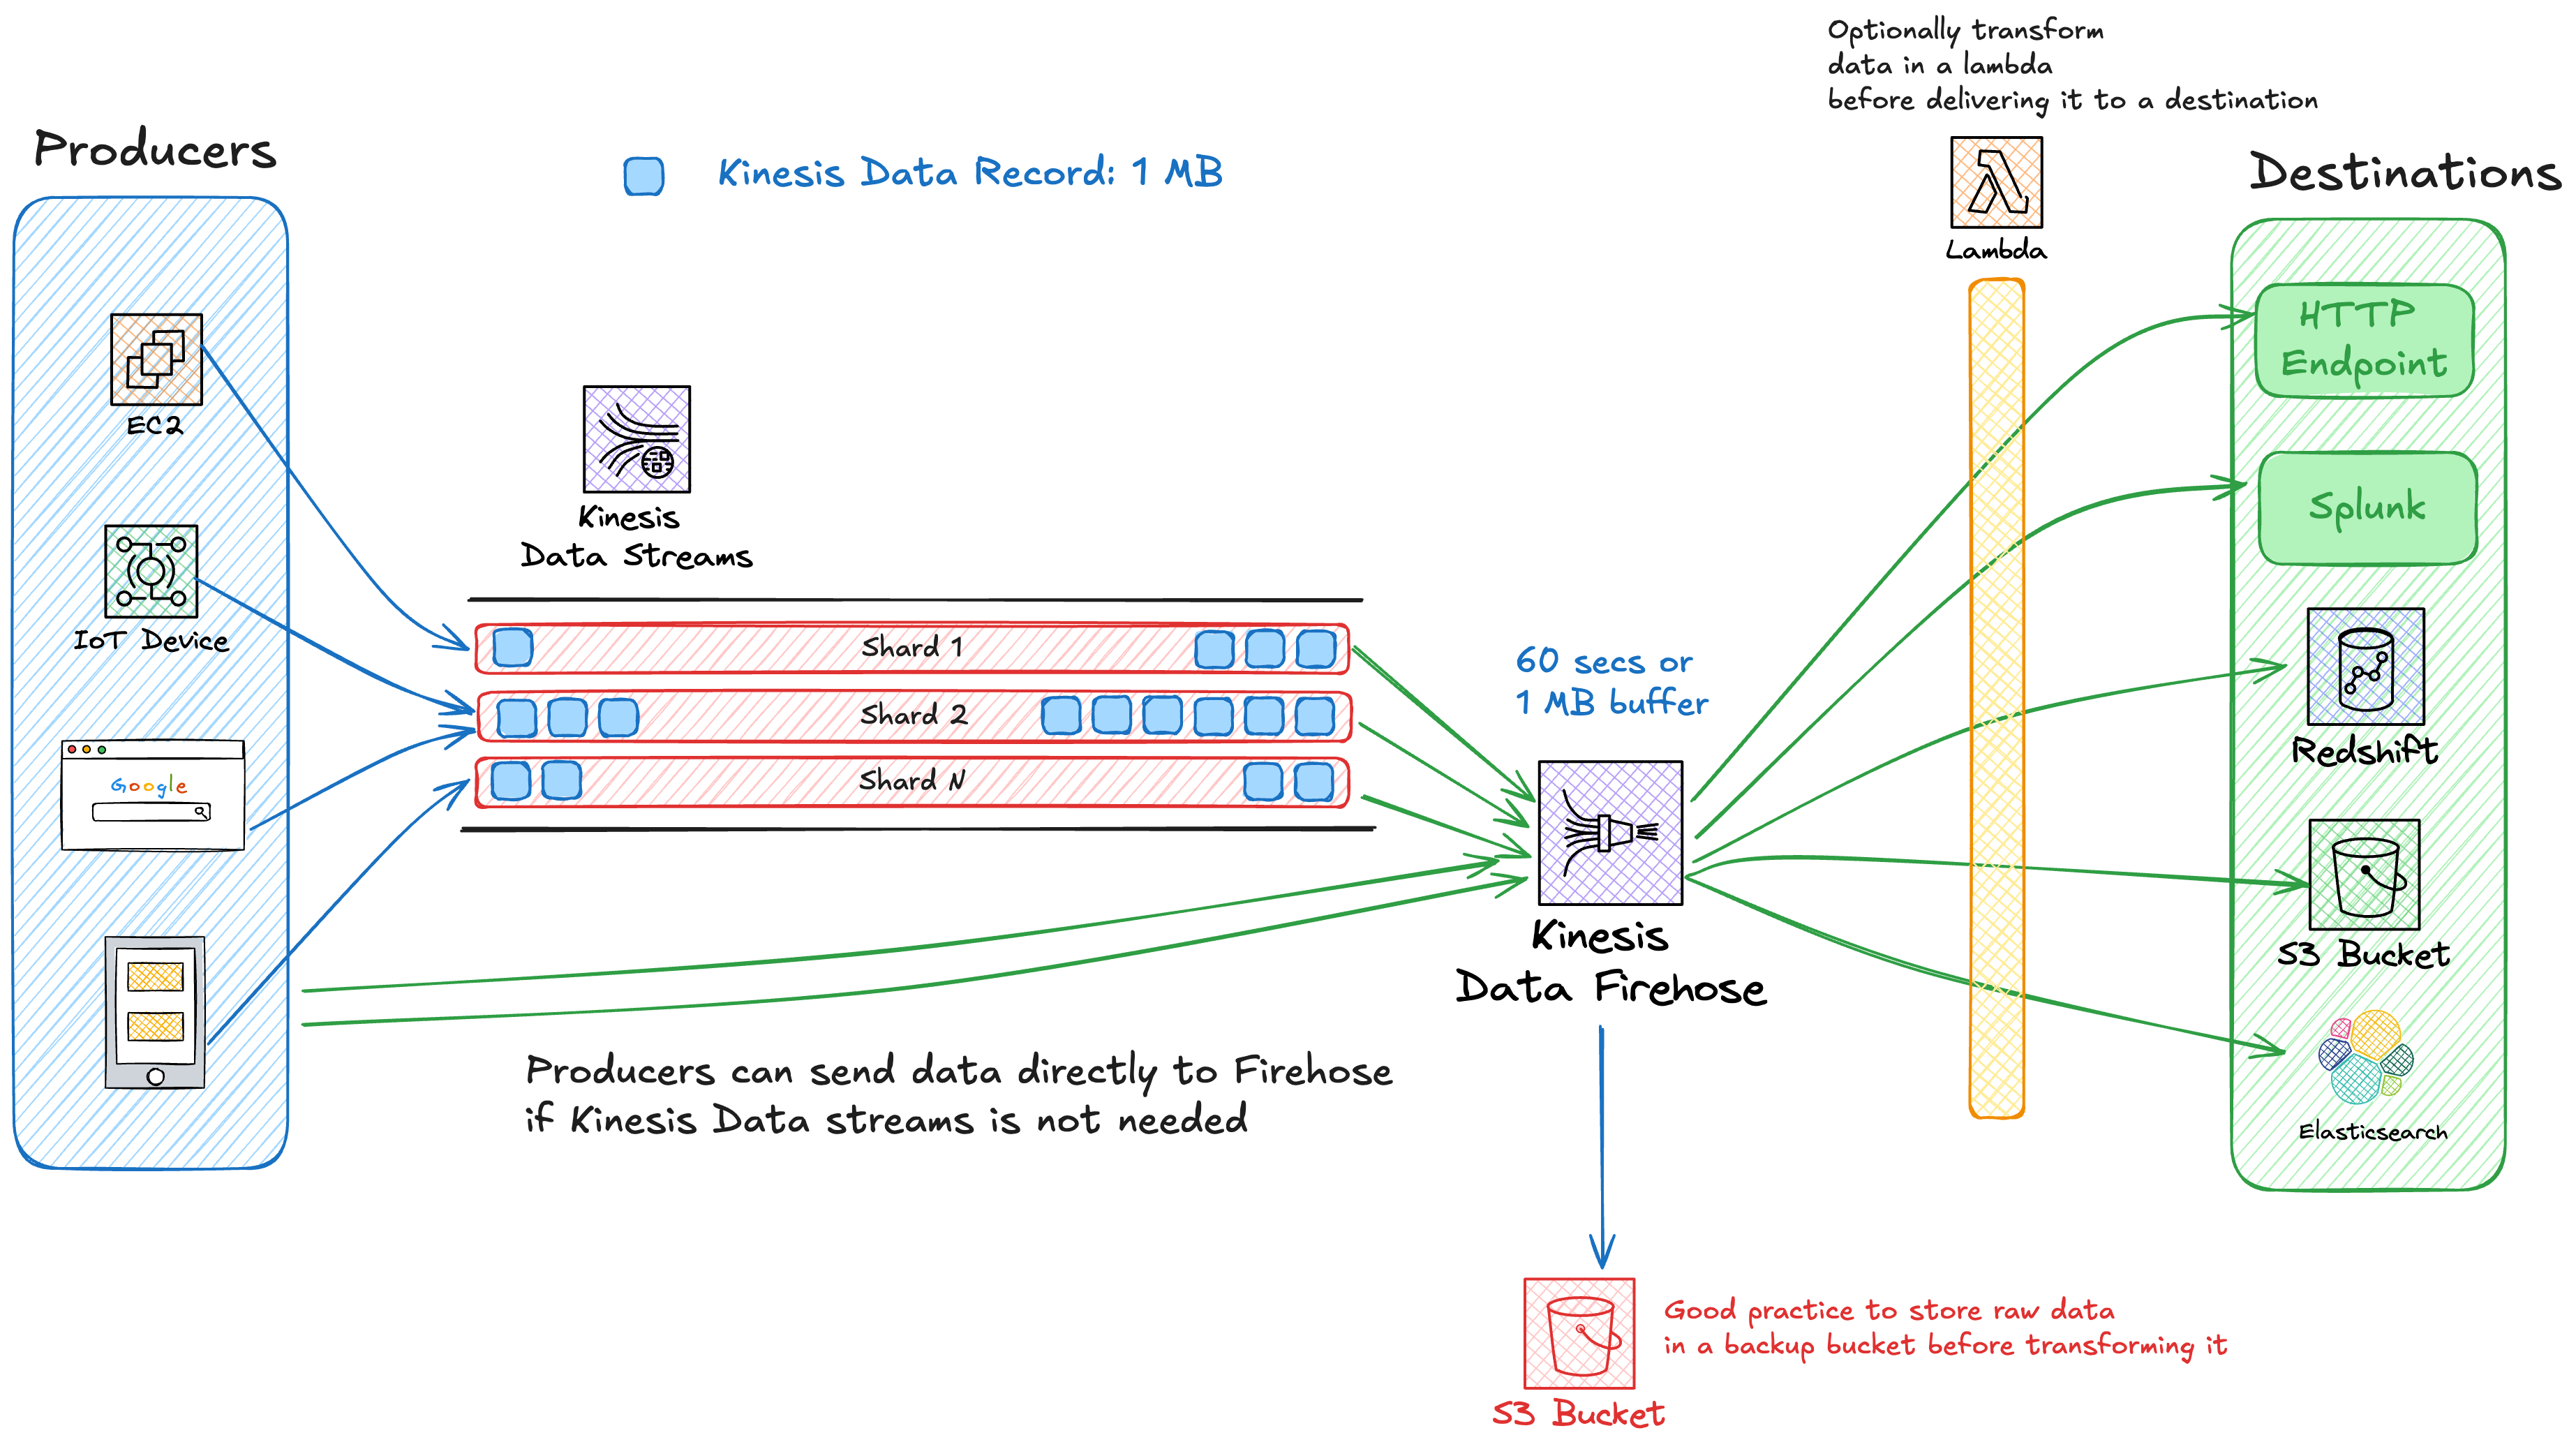 Optionally transform
data in a lambda
before delivering it to a destination
Producers
Kinesis Data Record: 1 MB
Lambda
Destinations
HTTP
Endpoint
EC2
Kinesis
Data Streams
Splunk
IoT Device
Shard 1
Shard 2
Shard N
60 secs or
1 MB buffer
Redshift
Google
Kinesis
Data Firehose
S3 Bucket
Producers can send data directly to Firehose
if Kinesis Data streams is not needed
Elasticsearch
Good practice to store raw data
in a backup bucket before transforming it
S3 Bucket